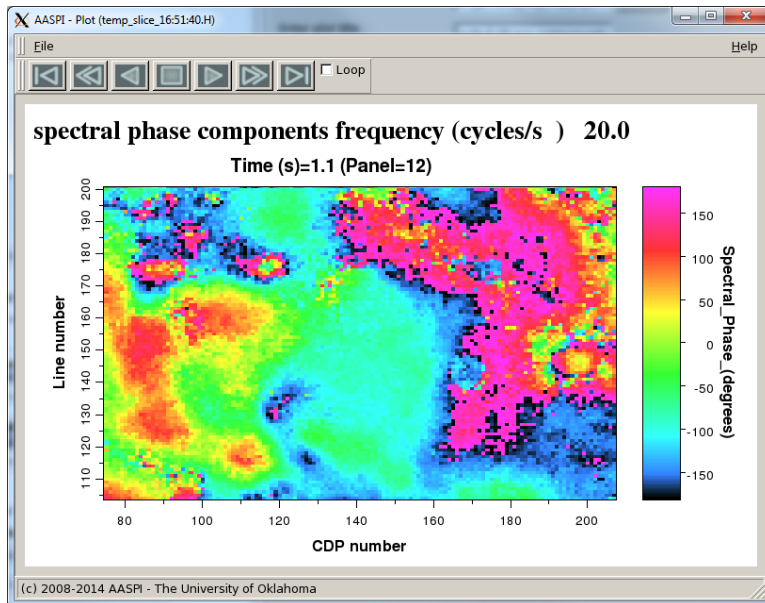 AASPI - Plot (temp_slice_16:51:40.H)
File
Help
Loop
spectral phase components frequency (cycles/s ) 20.0
Time (s)=1.1 (Panel=12)
Line number
200
190
180
170
160
150
140
130
120
110
80
100
120
140
160
180
200
CDP number
150
100
50
0
-50
-100
-150
Spectral_Phase_(degrees)
(c) 2008-2014 AASPI - The University of Oklahoma